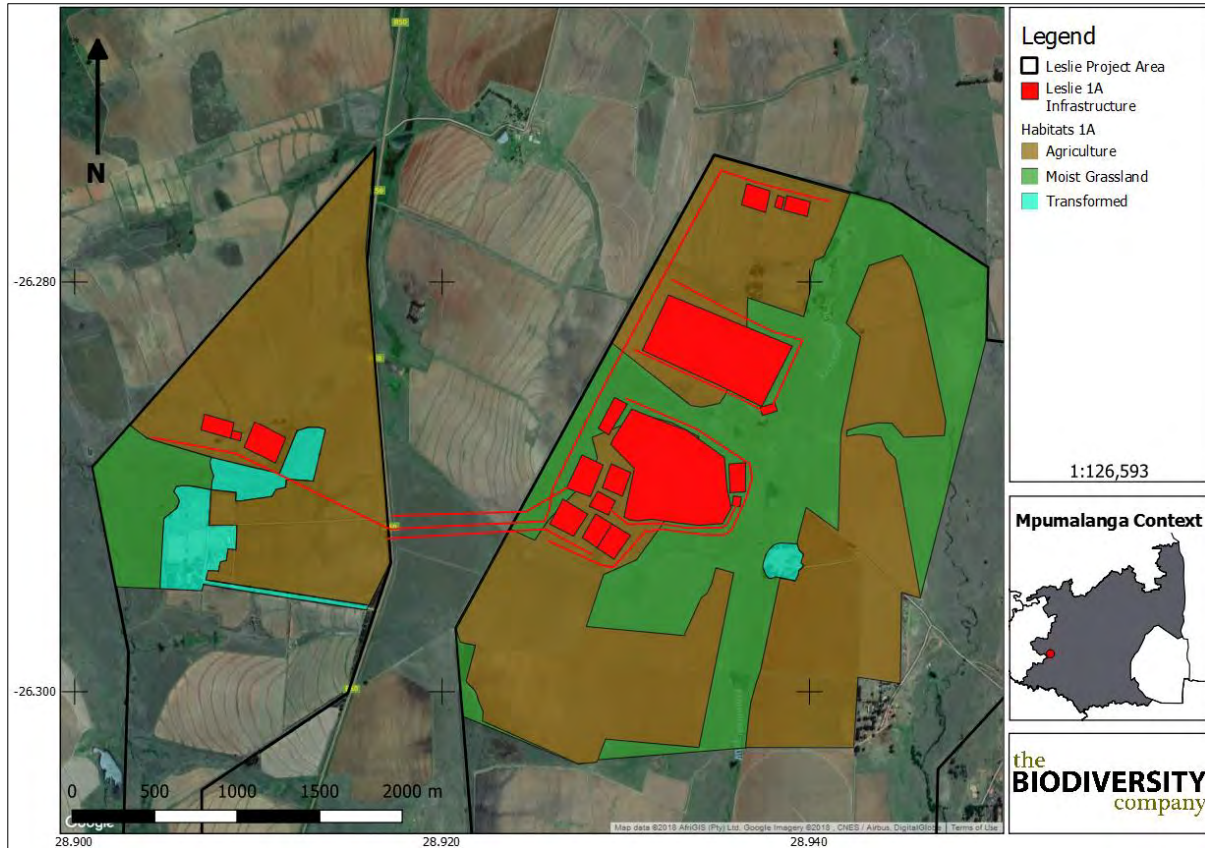 N
R50
-26.280
-26.300
0 500 1000 1500 2000 m
Google
Map data ©2018 AfriGIS (Pty) Ltd, Google Imagery ©2018 , CNES / Airbus, DigitalGlobe | Terms of Use
28.900 28.920 28.940
Legend
Leslie Project Area
Leslie 1A
Infrastructure
Habitats 1A
Agriculture
Moist Grassland
Transformed
1:126,593
Mpumalanga Context
the
BIODIVERSITY
company